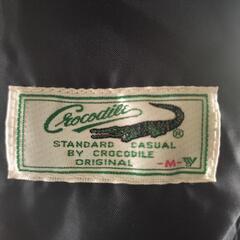 Crocodile
®
STANDARD CASUAL
BY CROCODILE
ORIGINAL -M-